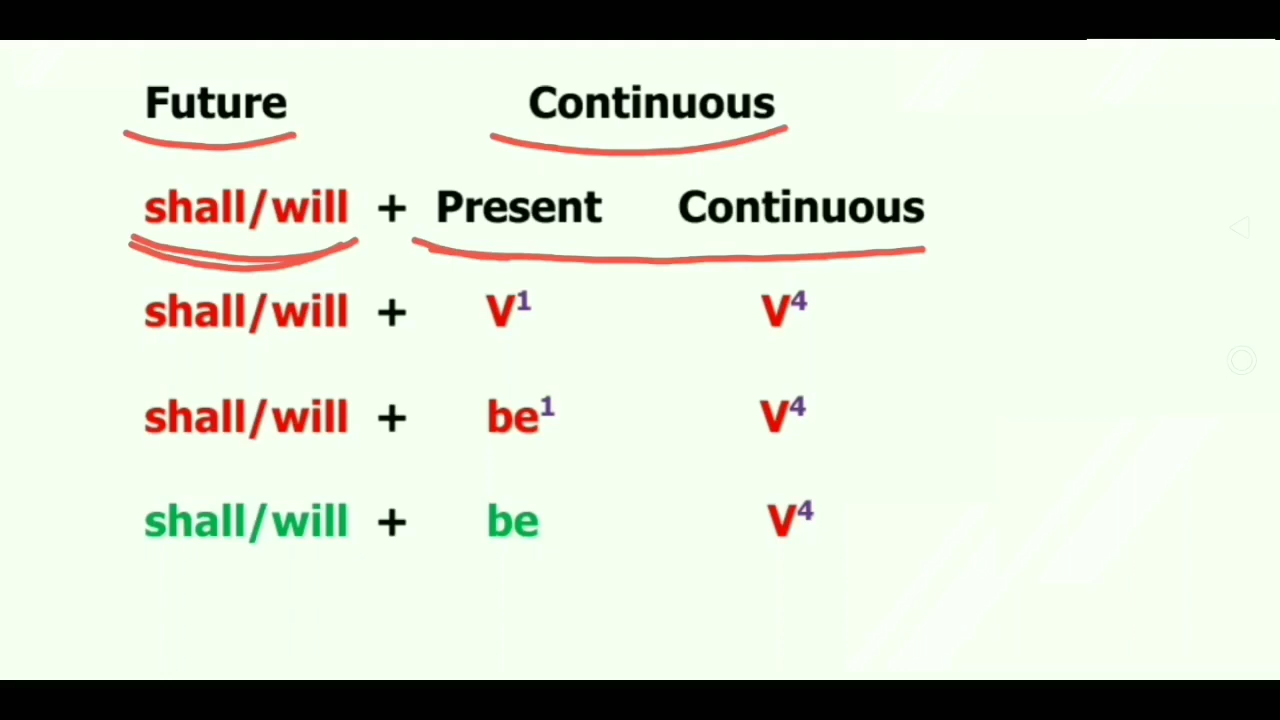 Future Continuous
shall/will + Present Continuous
shall/will + V¹ V⁴
shall/will + be¹ V⁴
shall/will + be V⁴